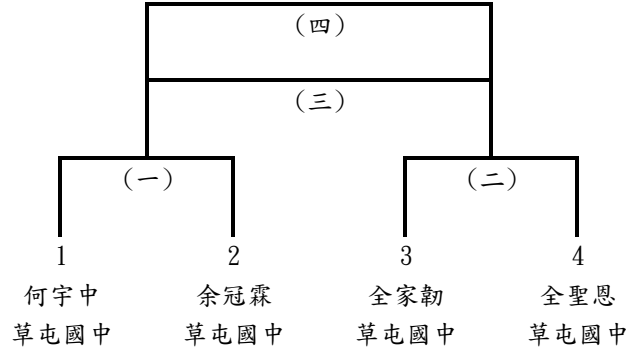 (四)
(三)
(一) (二)
1 2 3 4
何宇中 余冠霖 全家韌 全聖恩
草屯國中 草屯國中 草屯國中 草屯國中